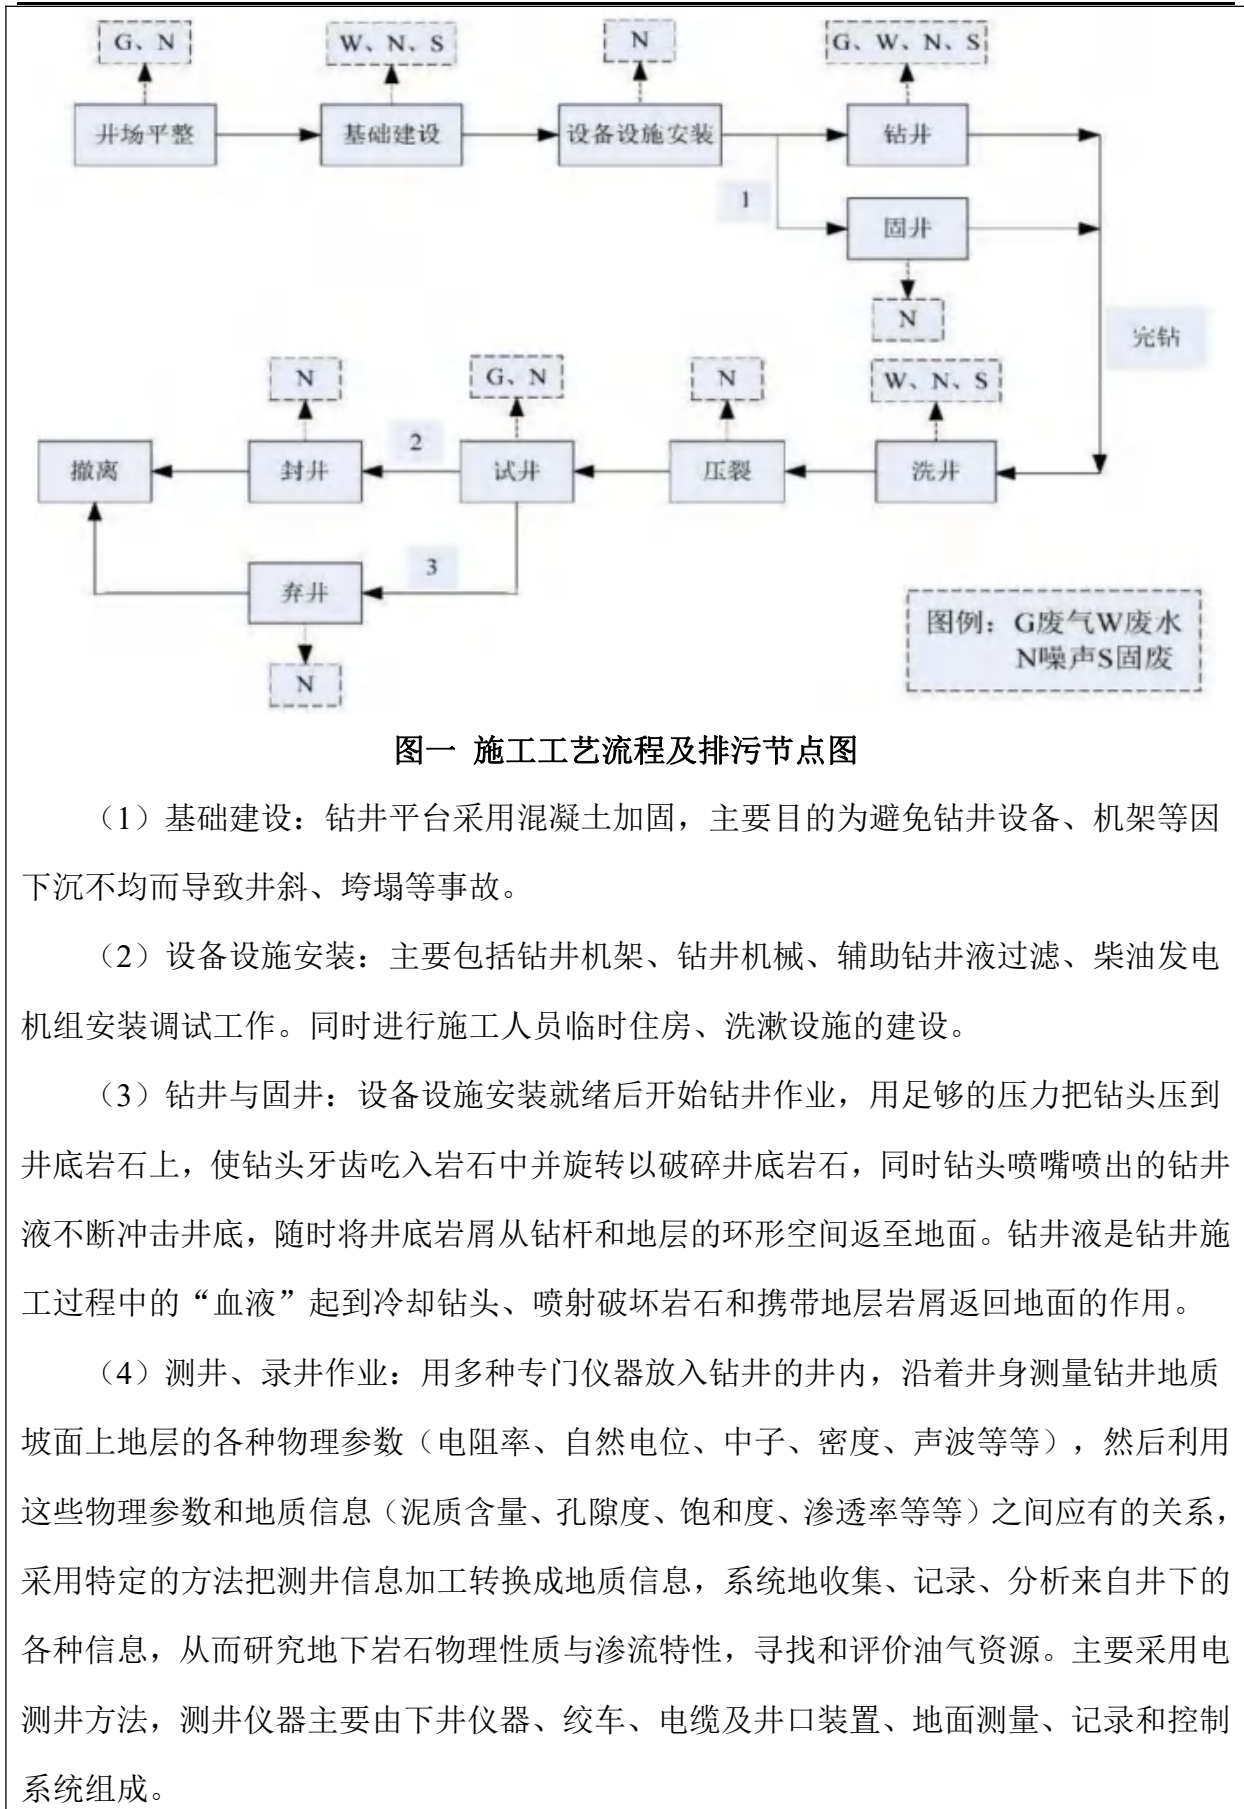 G、N
W、N、S
N
G、W、N、S
井场平整
基础建设
设备设施安装
钻井
1
固井
N
完钻
N
G、N
N
W、N、S
撤离
封井
2
试井
压裂
洗井
弃井
3
N
图例：G废气W废水
N噪声S固废
图一 施工工艺流程及排污节点图
（1）基础建设：钻井平台采用混凝土加固，主要目的为避免钻井设备、机架等因
下沉不均而导致井斜、垮塌等事故。
（2）设备设施安装：主要包括钻井机架、钻井机械、辅助钻井液过滤、柴油发电
机组安装调试工作。同时进行施工人员临时住房、洗漱设施的建设。
（3）钻井与固井：设备设施安装就绪后开始钻井作业，用足够的压力把钻头压到
井底岩石上，使钻头牙齿吃入岩石中并旋转以破碎井底岩石，同时钻头喷嘴喷出的钻井
液不断冲击井底，随时将井底岩屑从钻杆和地层的环形空间返至地面。钻井液是钻井施
工过程中的“血液”起到冷却钻头、喷射破坏岩石和携带地层岩屑返回地面的作用。
（4）测井、录井作业：用多种专门仪器放入钻井的井内，沿着井身测量钻井地质
坡面上地层的各种物理参数（电阻率、自然电位、中子、密度、声波等等），然后利用
这些物理参数和地质信息（泥质含量、孔隙度、饱和度、渗透率等等）之间应有的关系，
采用特定的方法把测井信息加工转换成地质信息，系统地收集、记录、分析来自井下的
各种信息，从而研究地下岩石物理性质与渗流特性，寻找和评价油气资源。主要采用电
测井方法，测井仪器主要由下井仪器、绞车、电缆及井口装置、地面测量、记录和控制
系统组成。